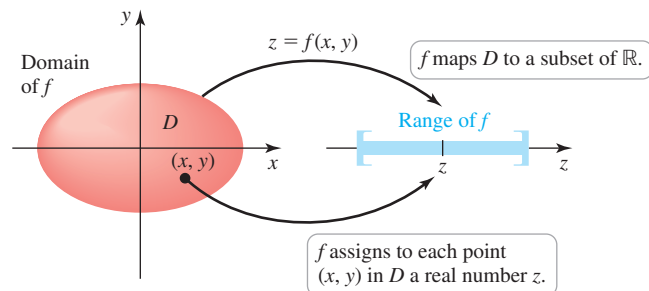 y
z = f(x, y)
f maps D to a subset of ℝ.
Domain
of f
D
Range of f
(x, y)
x
z
z
f assigns to each point
(x, y) in D a real number z.